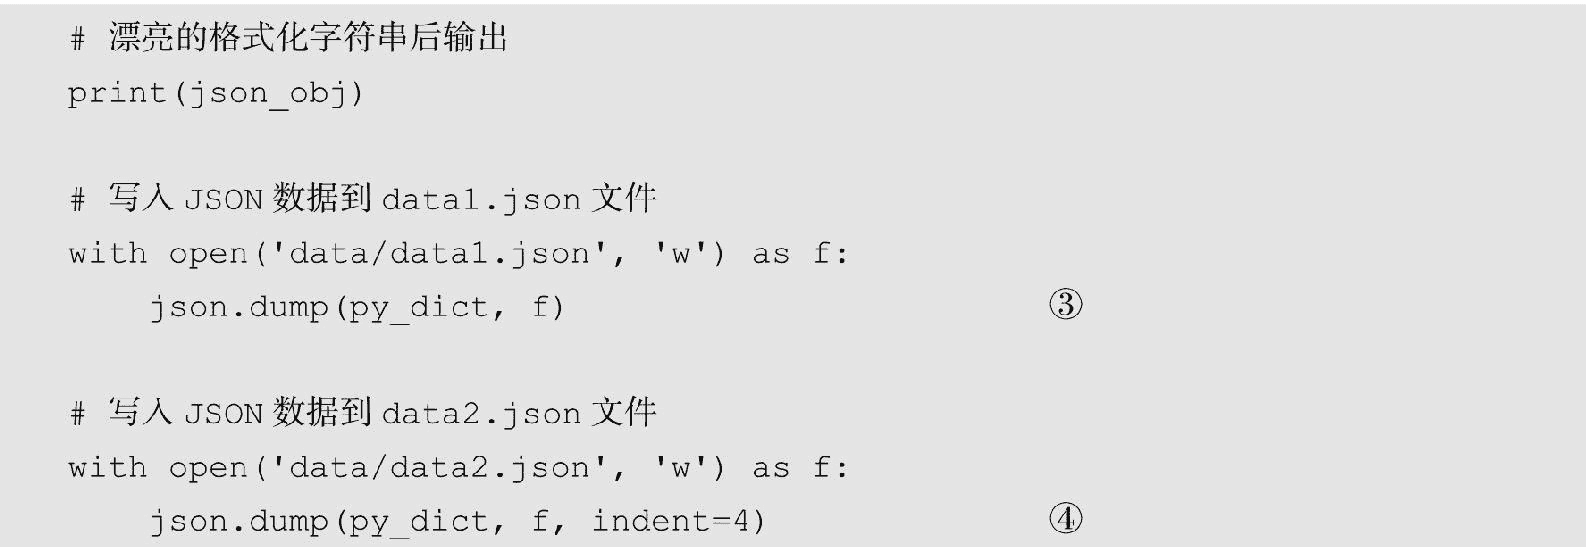 # 漂亮的格式化字符串后输出
print(json_obj)
# 写入 JSON 数据到 data1.json 文件
with open('data/data1.json', 'w') as f:
    json.dump(py_dict, f) ③
# 写入 JSON 数据到 data2.json 文件
with open('data/data2.json', 'w') as f:
    json.dump(py_dict, f, indent=4) ④